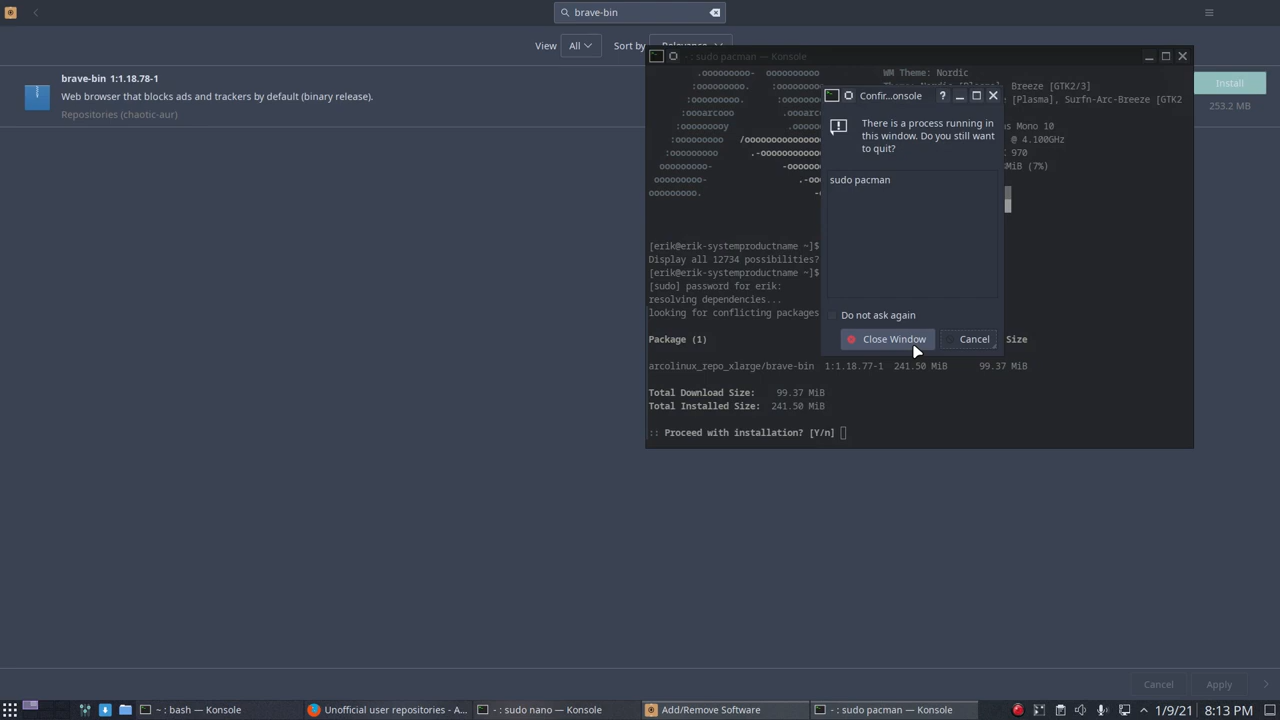 brave-bin
View
All
Sort by
Relevance
brave-bin 1:1.18.78-1
Web browser that blocks ads and trackers by default (binary release).
Repositories (chaotic-aur)
Install
253.2 MB
- : sudo pacman — Konsole
.ooooooooo- ooooooooo
WM Theme: Nordic
[Plasma], Breeze [GTK2/3]
[Plasma], Surfn-Arc-Breeze [GTK2
s Mono 10
@ 4.100GHz
C 970
MiB (7%)
[erik@erik-systemproductname ~]$
Display all 12734 possibilities?
[erik@erik-systemproductname ~]$
[sudo] password for erik:
resolving dependencies...
looking for conflicting packages
Package (1)
Size
arcolinux_repo_xlarge/brave-bin 1:1.18.77-1 241.50 MiB 99.37 MiB
Total Download Size: 99.37 MiB
Total Installed Size: 241.50 MiB
:: Proceed with installation? [Y/n]
Confir...onsole
?
There is a process running in
this window. Do you still want
to quit?
sudo pacman
Do not ask again
Close Window
Cancel
Cancel
Apply
~ : bash — Konsole
Unofficial user repositories - A...
- : sudo nano — Konsole
Add/Remove Software
- : sudo pacman — Konsole
1/9/21
8:13 PM